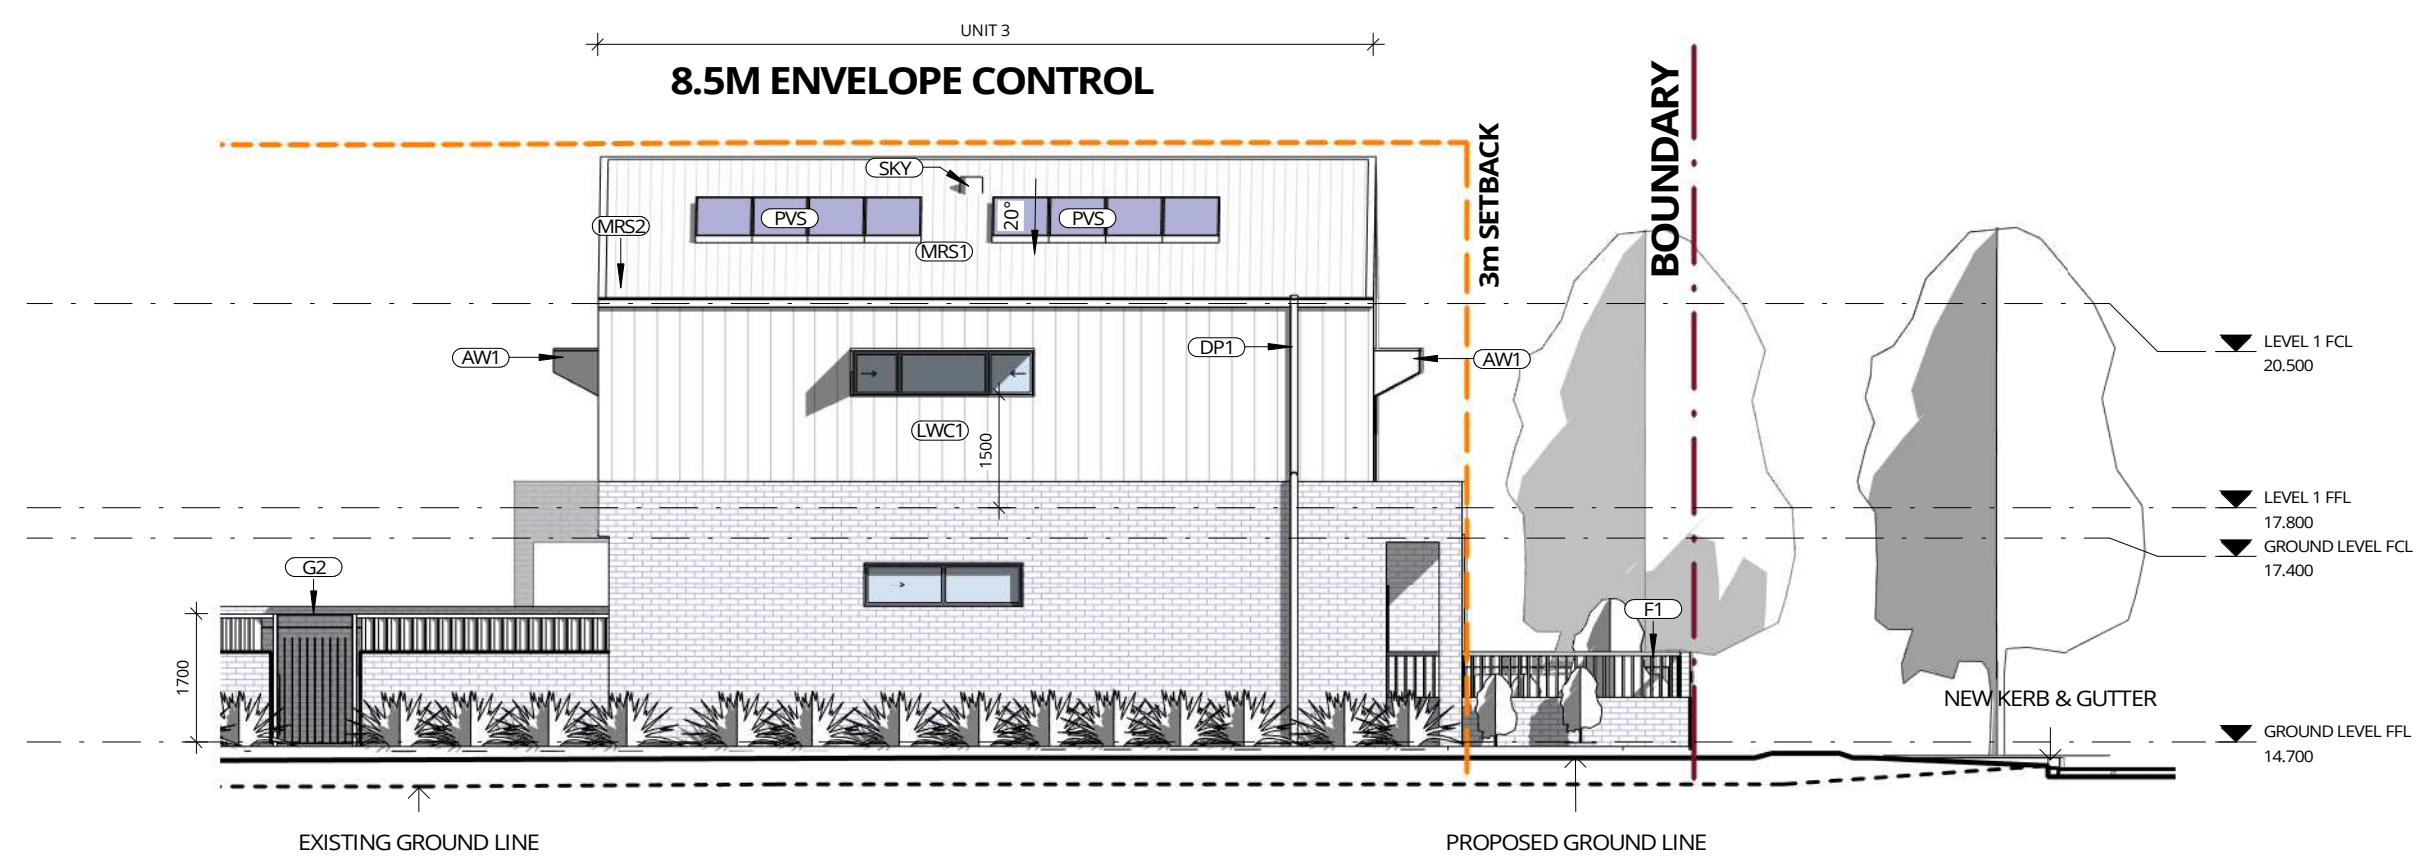 UNIT 3
8.5M ENVELOPE CONTROL
BOUNDARY
3m SETBACK
SKY
PVS
20°
PVS
MRS2
MRS1
LEVEL 1 FCL
20.500
AW1
DP1
AW1
LWC1
1500
LEVEL 1 FFL
17.800
GROUND LEVEL FCL
17.400
G2
F1
1700
NEW KERB & GUTTER
GROUND LEVEL FFL
14.700
EXISTING GROUND LINE
PROPOSED GROUND LINE